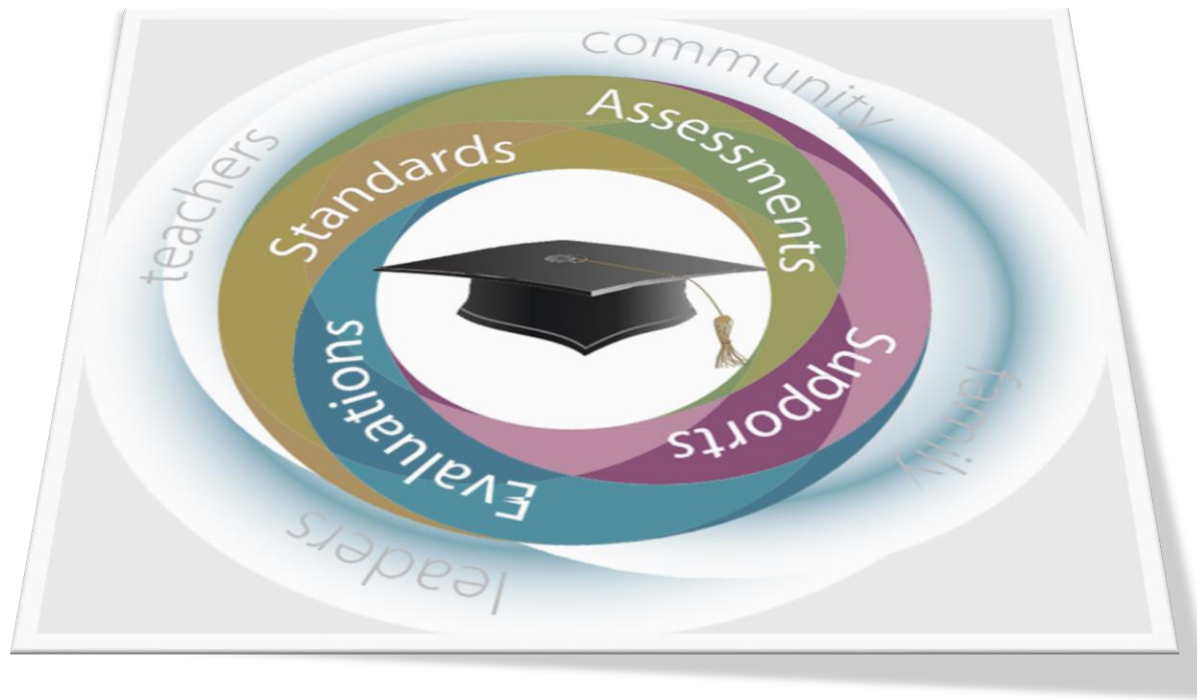 community
teachers
Assessments
Standards
Supports
Evaluations
family
leaders